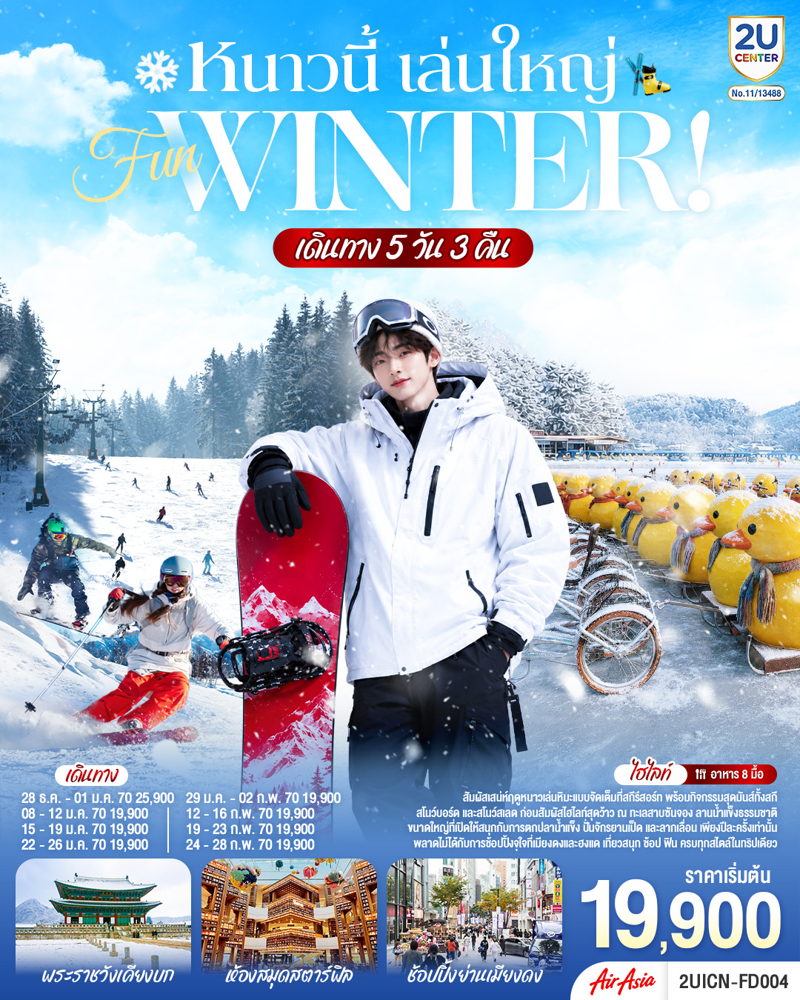 หนาวนี้ เล่นใหญ่
2U
CENTER
No.11/13488
Fun WINTER!
เดินทาง 5 วัน 3 คืน
เดินทาง
28 ธ.ค. - 01 ม.ค. 70 25,900
08 - 12 ม.ค. 70 19,900
15 - 19 ม.ค. 70 19,900
22 - 26 ม.ค. 70 19,900
29 ม.ค. - 02 ก.พ. 70 19,900
12 - 16 ก.พ. 70 19,900
19 - 23 ก.พ. 70 19,900
24 - 28 ก.พ. 70 19,900
ไฮไลท์
อาหาร 8 มื้อ
สัมผัสเสน่ห์ฤดูหนาวเล่นหิมะแบบจัดเต็มที่สกีรีสอร์ท พร้อมกิจกรรมสุดมันส์ทั้งสกี
สโนว์บอร์ด และสโนว์สเลด ก่อนสัมผัสไฮไลท์สุดว้าว ณ ทะเลสาบซันจอง ลานน้ำแข็งธรรมชาติ
ขนาดใหญ่ที่เปิดให้สนุกกับการตกปลาน้ำแข็ง ปั่นจักรยานเป็ด และลากเลื่อน เพียงปีละครั้งเท่านั้น
พลาดไม่ได้กับการช้อปปิ้งจุใจที่เมียงดงและฮงแด เที่ยวสนุก ช้อป ฟิน ครบทุกสไตล์ในทริปเดียว
พระราชวังเคียงบก
ห้องสมุดสตาร์ฟิล
ช้อปปิ้งย่านเมียงดง
ราคาเริ่มต้น
19,900
AirAsia
2UICN-FD004